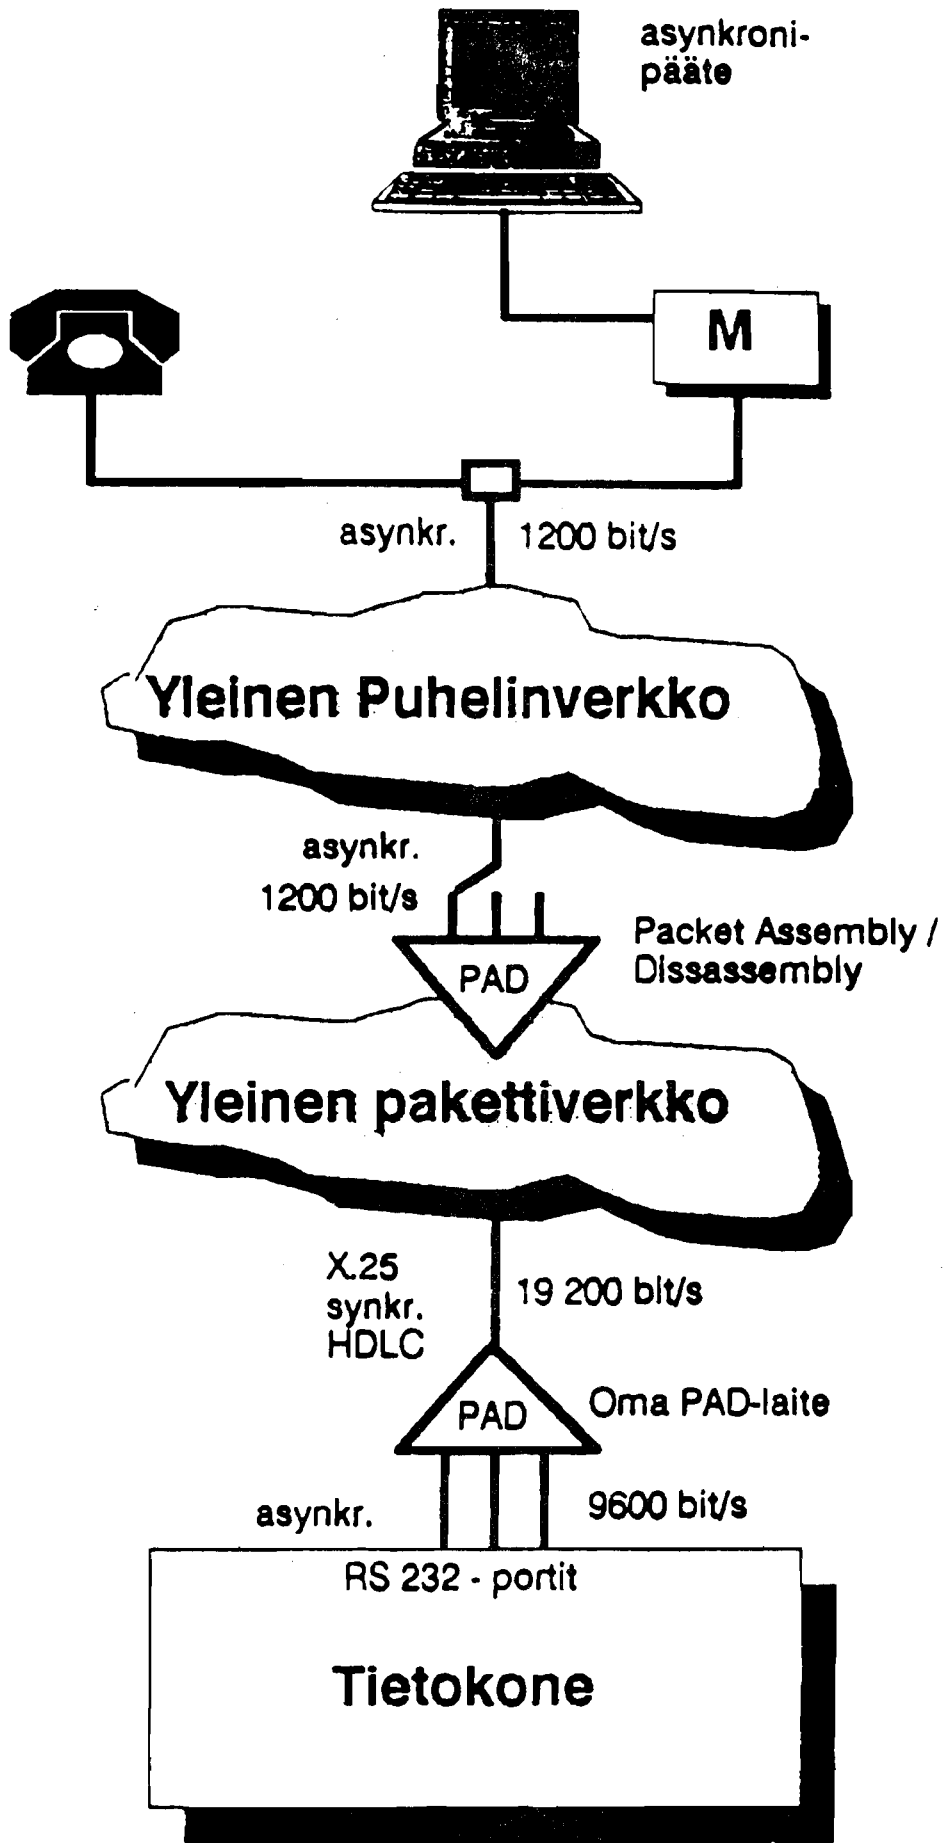 asynkroni-
pääte
M
asynkr.
1200 bit/s
Yleinen Puhelinverkko
asynkr.
1200 bit/s
Packet Assembly /
Dissassembly
PAD
Yleinen pakettiverkko
X.25
synkr.
HDLC
19 200 bit/s
PAD
Oma PAD-laite
asynkr.
9600 bit/s
RS 232 - portit
Tietokone